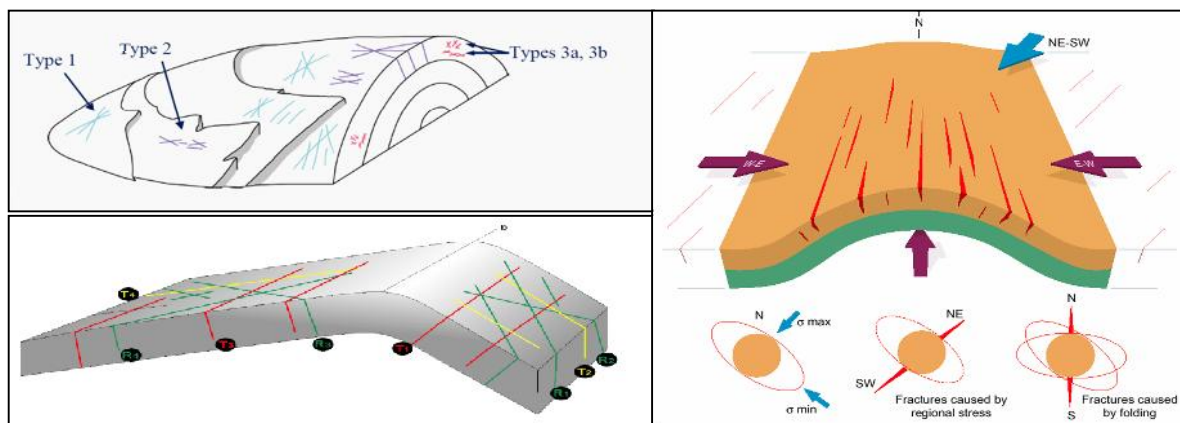 Type 1
Type 2
Types 3a, 3b
D
T4
R1
T3
R3
T1
R2
T2
R1
N
NE-SW
W-E
E-W
N
σ max
σ min
NE
SW
Fractures caused by
regional stress
N
S
Fractures caused
by folding